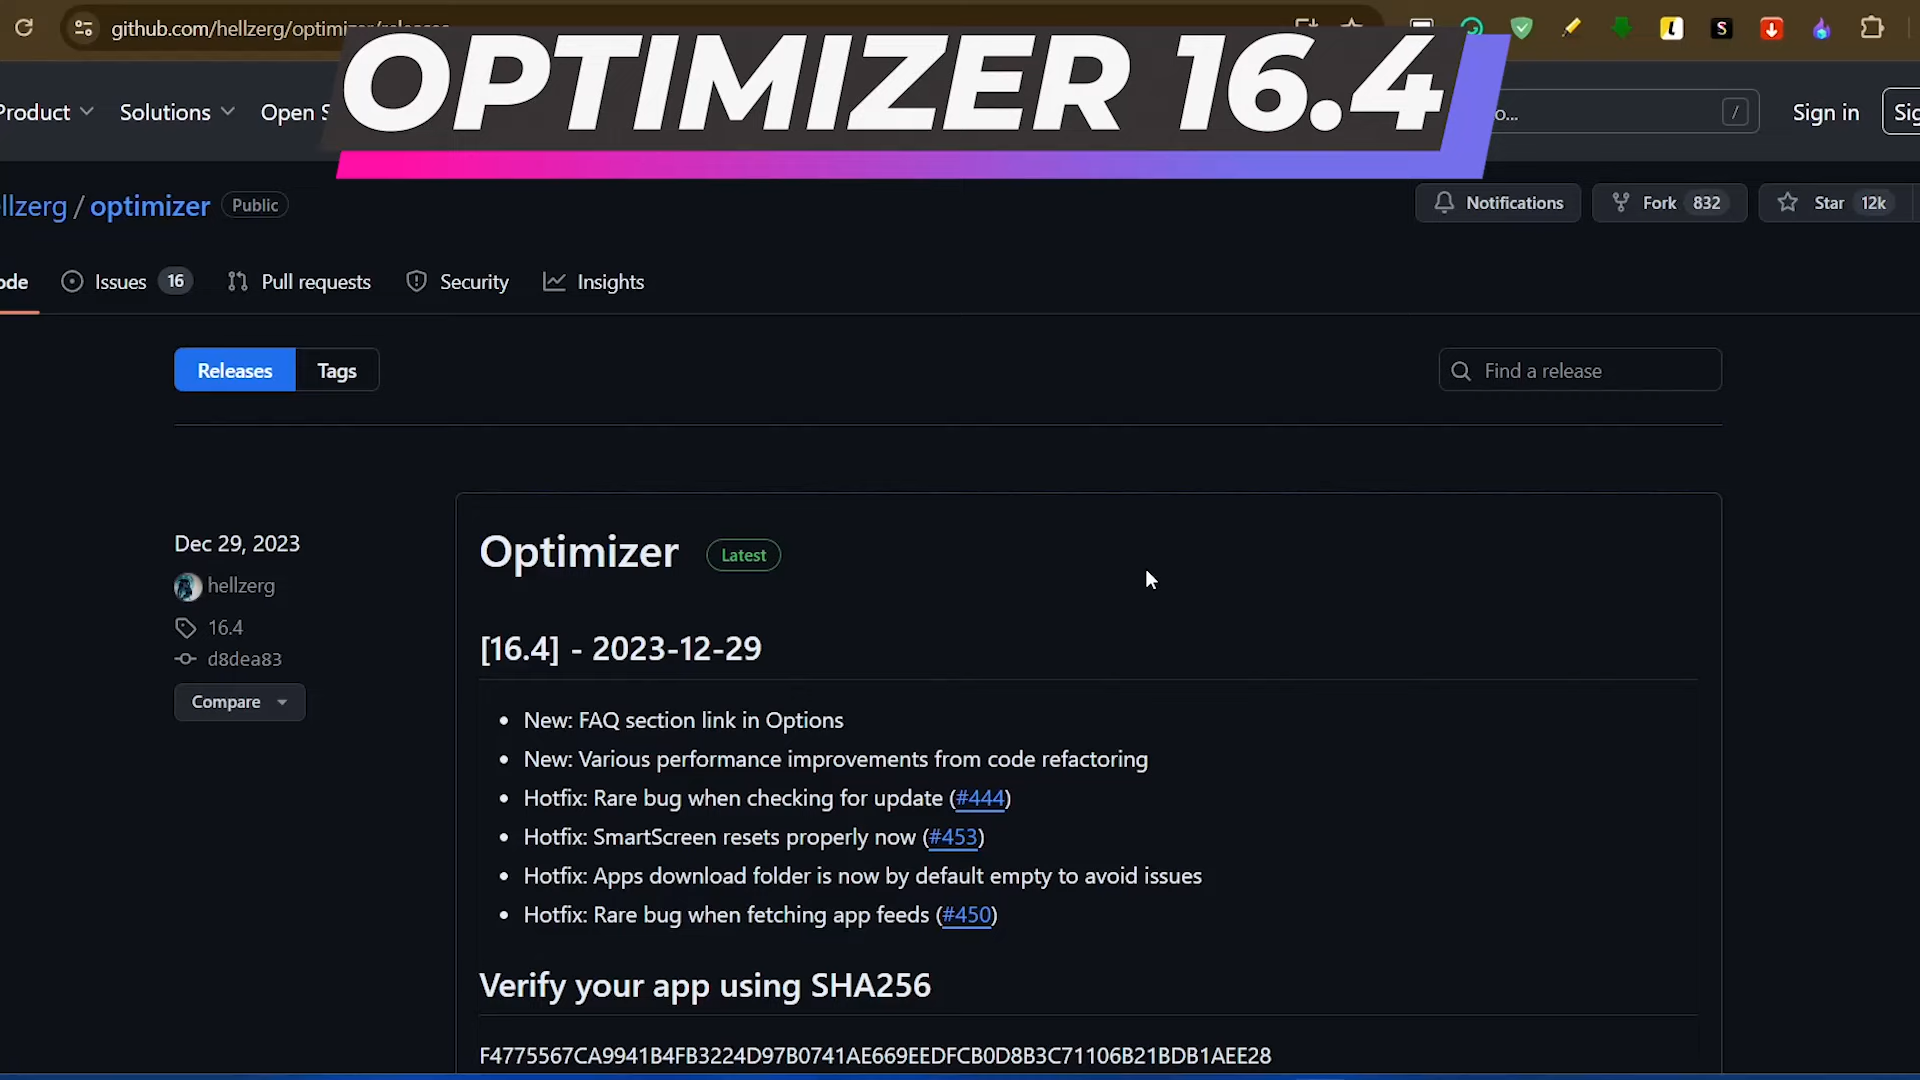 github.com/hellzerg/optimizer/releases
OPTIMIZER 16.4
Product Solutions Open S o... / Sign in Sig
llzerg / optimizer Public Notifications Fork 832 Star 12k
ode Issues 16 Pull requests Security Insights
Releases Tags Find a release
Dec 29, 2023
hellzerg
16.4
d8dea83
Compare
Optimizer Latest
[16.4] - 2023-12-29
• New: FAQ section link in Options
• New: Various performance improvements from code refactoring
• Hotfix: Rare bug when checking for update (#444)
• Hotfix: SmartScreen resets properly now (#453)
• Hotfix: Apps download folder is now by default empty to avoid issues
• Hotfix: Rare bug when fetching app feeds (#450)
Verify your app using SHA256
F4775567CA9941B4FB3224D97B0741AE669EEDFCB0D8B3C71106B21BDB1AEE28